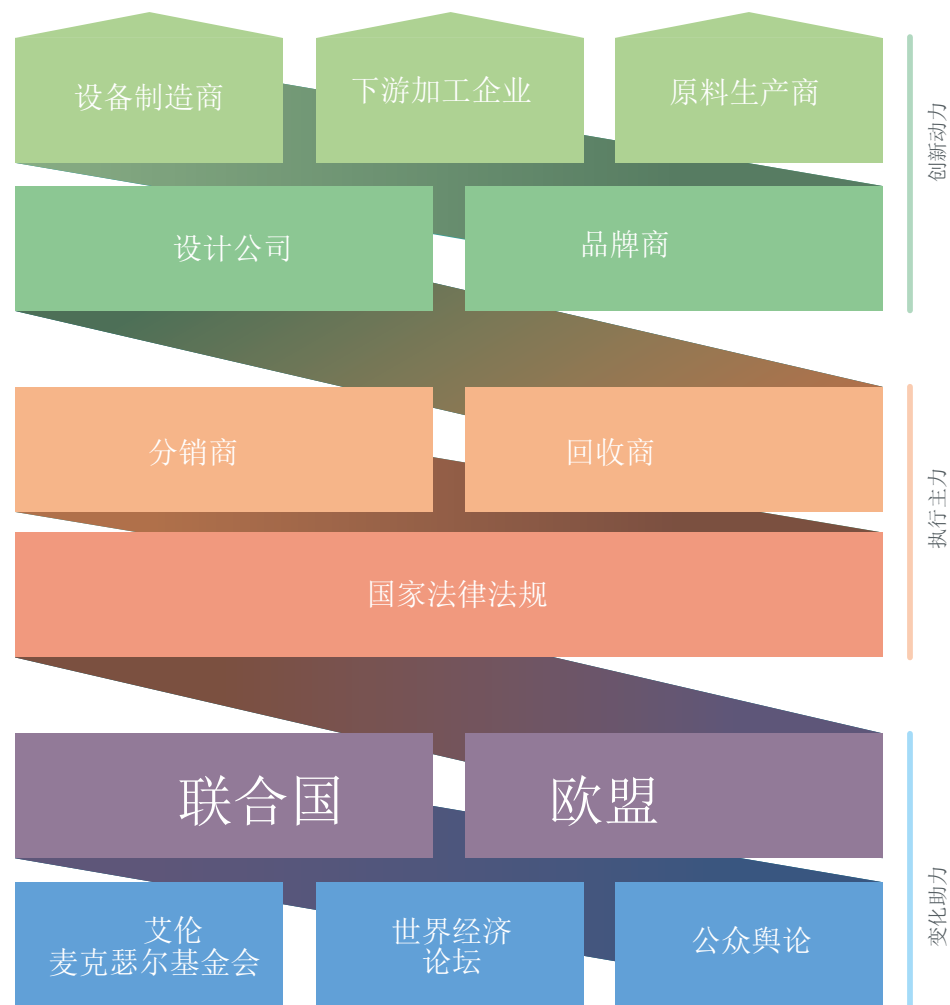 设备制造商
下游加工企业
原料生产商
创新动力
设计公司
品牌商
分销商
回收商
执行主力
国家法律法规
联合国
欧盟
变化助力
艾伦
麦克瑟尔基金会
世界经济
论坛
公众舆论